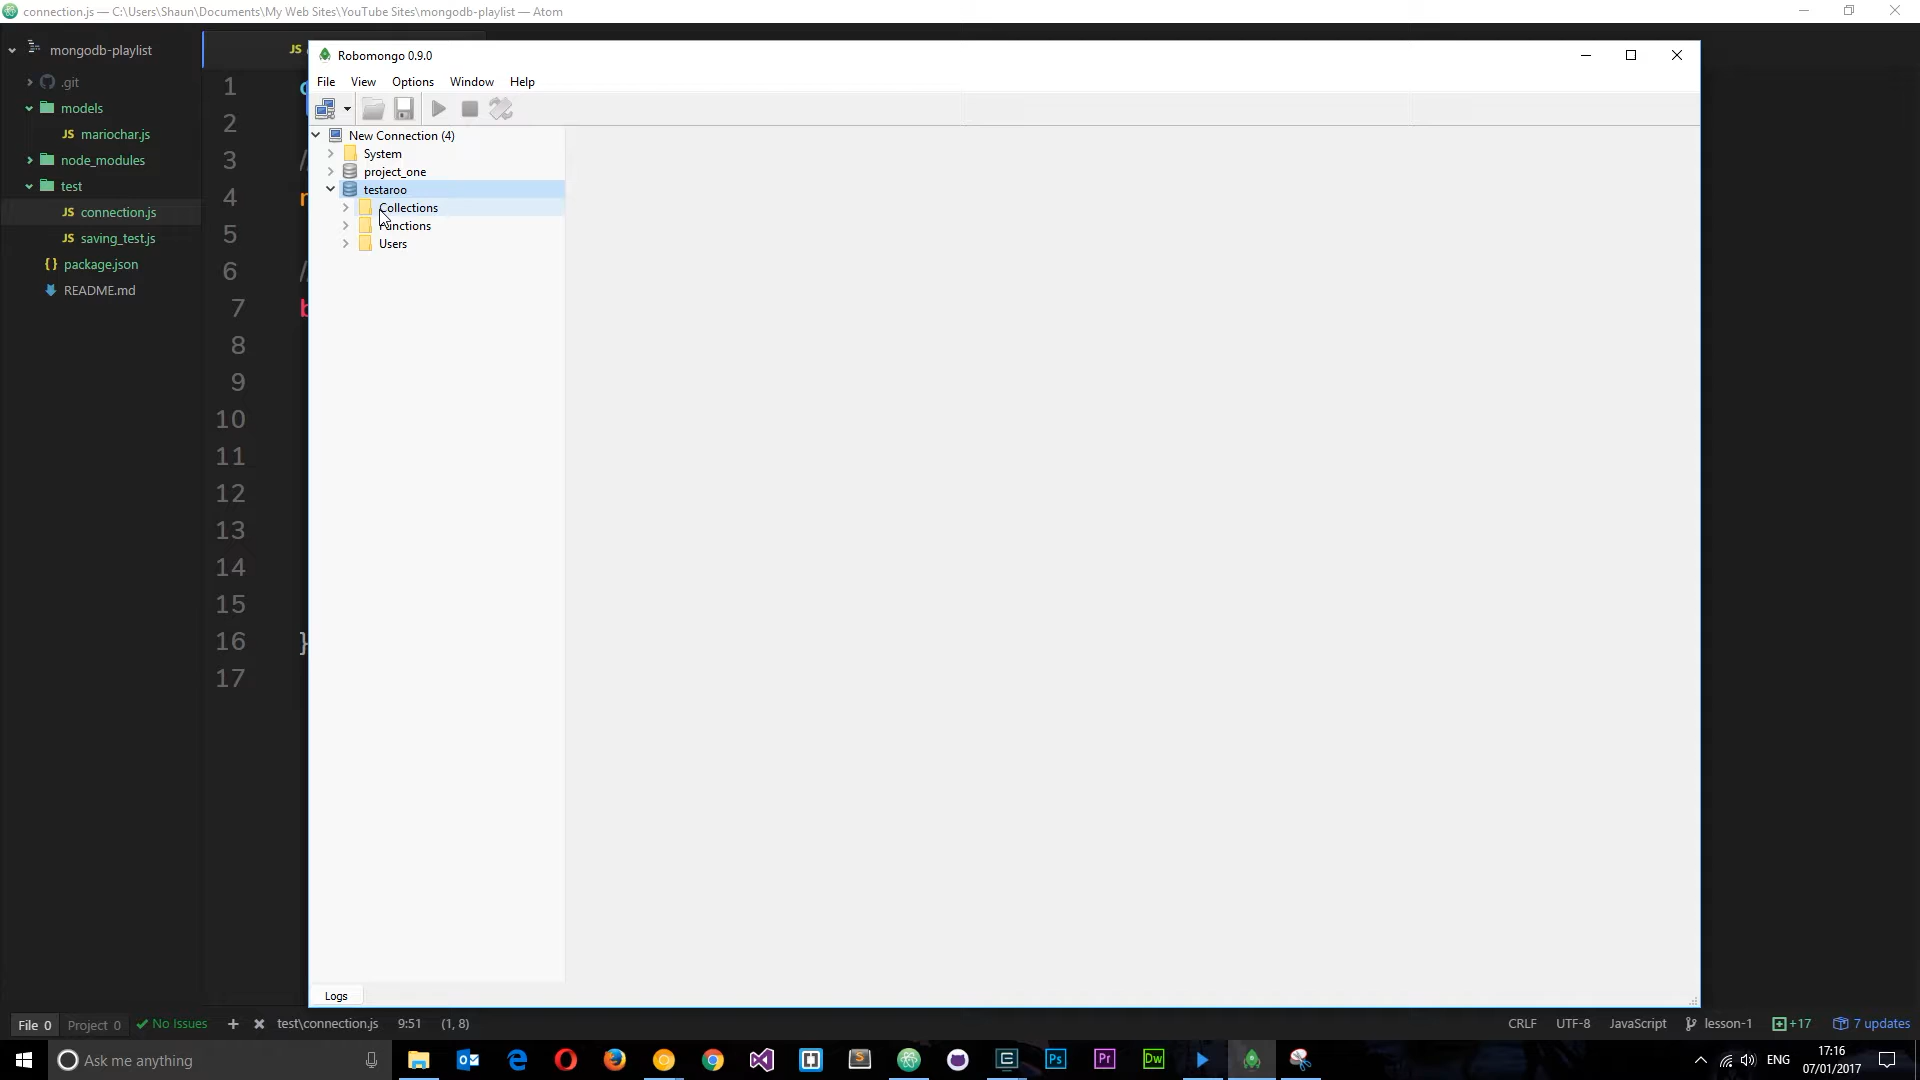 connection.js — C:\Users\Shaun\Documents\My Web Sites\YouTube Sites\mongodb-playlist — Atom
mongodb-playlist
.git
models
mariochar.js
node_modules
test
connection.js
saving_test.js
package.json
README.md
JS
1
2
3
4
5
6
7
8
9
10
11
12
13
14
15
16 }
17
Robomongo 0.9.0
File View Options Window Help
New Connection (4)
System
project_one
testaroo
Collections
Functions
Users
Logs
File 0 Project 0 No Issues + test\connection.js 9:51 (1, 8) CRLF UTF-8 JavaScript lesson-1 +17 7 updates
Ask me anything
ENG
17:16
07/01/2017